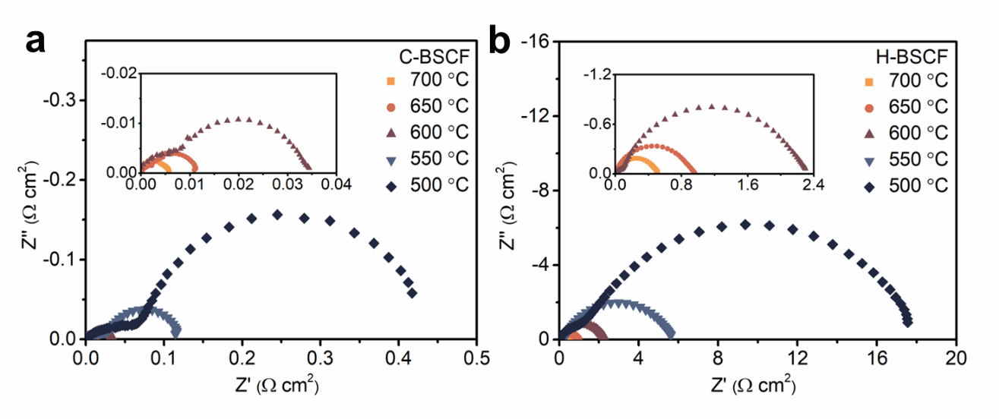 a
C-BSCF
700 °C
650 °C
600 °C
550 °C
500 °C
-0.3
-0.2
-0.1
0.0
Z'' (Ω cm²)
0.0 0.1 0.2 0.3 0.4 0.5
Z' (Ω cm²)
-0.02
-0.01
0.00
0.00 0.01 0.02 0.03 0.04
b
H-BSCF
700 °C
650 °C
600 °C
550 °C
500 °C
-16
-12
-8
-4
0
Z'' (Ω cm²)
0 4 8 12 16 20
Z' (Ω cm²)
-1.2
-0.6
0.0
0.0 0.8 1.6 2.4